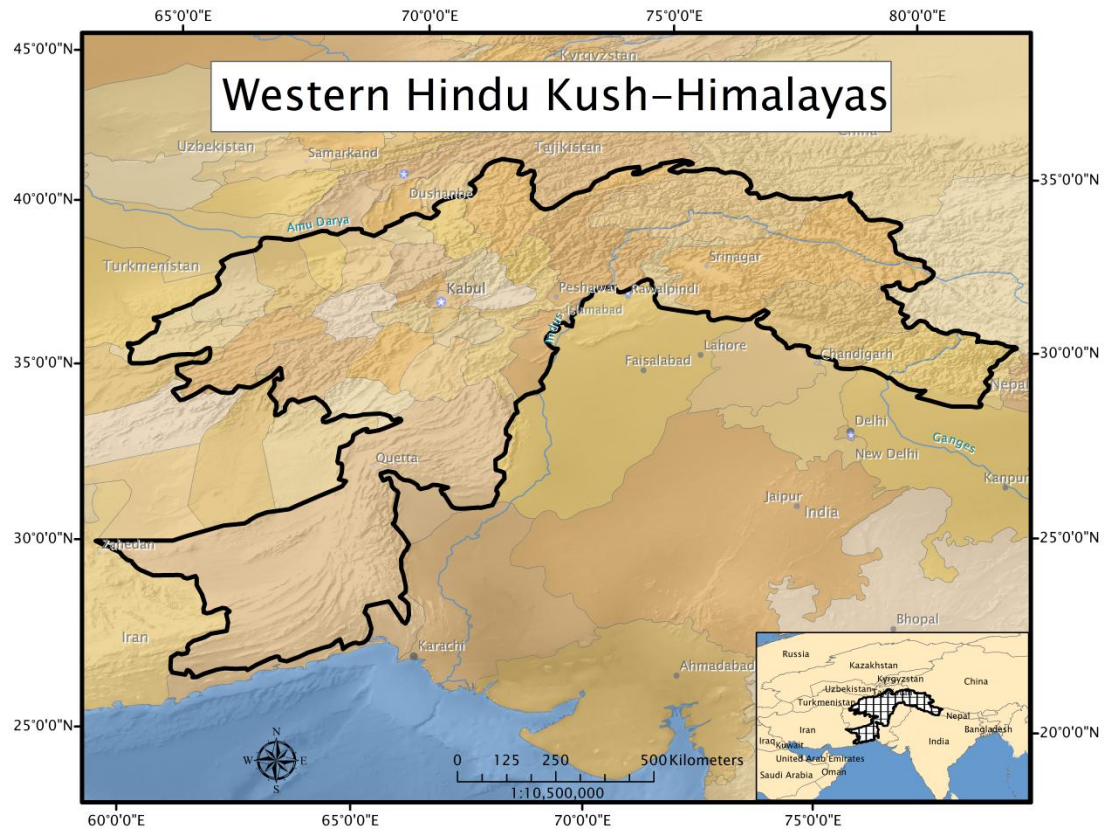 65°0'0"E
70°0'0"E
75°0'0"E
80°0'0"E
45°0'0"N
Kyrgyzstan
Western Hindu Kush-Himalayas
China
Uzbekistan
Samarkand
Tajikistan
Dushanbe
40°0'0"N
35°0'0"N
Amu Darya
Turkmenistan
Srinagar
Kabul
Peshawar
Rawalpindi
Islamabad
Indus
35°0'0"N
30°0'0"N
Lahore
Faisalabad
Chandigarh
Nepal
Delhi
Ganges
New Delhi
Quetta
Kanpur
Jaipur
India
Zahedan
30°0'0"N
25°0'0"N
Bhopal
Iran
Karachi
Ahmadabad
25°0'0"N
20°0'0"N
N
W
E
S
0 125 250 500 Kilometers
1:10,500,000
Russia
Kazakhstan
Kyrgyzstan
China
Uzbekistan
Turkmenistan
Nepal
Iran
Bangladesh
Iraq
Kuwait
India
United Arab Emirates
Saudi Arabia
Oman
60°0'0"E
65°0'0"E
70°0'0"E
75°0'0"E